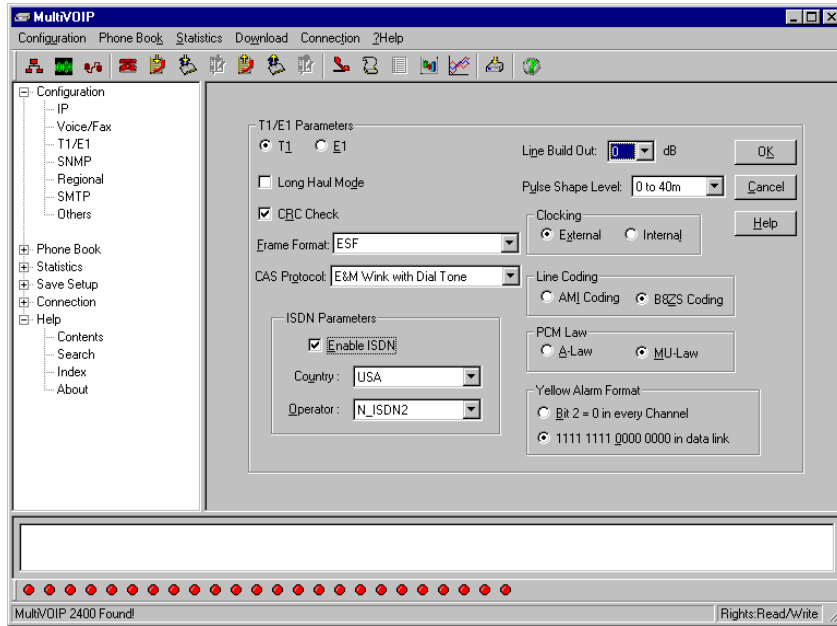 MultiVOIP
Configuration Phone Book Statistics Download Connection ?Help
Configuration
IP
Voice/Fax
T1/E1
SNMP
Regional
SMTP
Others
Phone Book
Statistics
Save Setup
Connection
Help
Contents
Search
Index
About
T1/E1 Parameters
T1 E1
Long Haul Mode
CRC Check
Frame Format: ESF
CAS Protocol: E&M Wink with Dial Tone
ISDN Parameters
Enable ISDN
Country : USA
Operator : N_ISDN2
Line Build Out: 0 dB
Pulse Shape Level: 0 to 40m
Clocking
External Internal
Line Coding
AMI Coding B8ZS Coding
PCM Law
A-Law MU-Law
Yellow Alarm Format
Bit 2 = 0 in every Channel
1111 1111 0000 0000 in data link
OK
Cancel
Help
MultiVOIP 2400 Found!
Rights:Read/Write